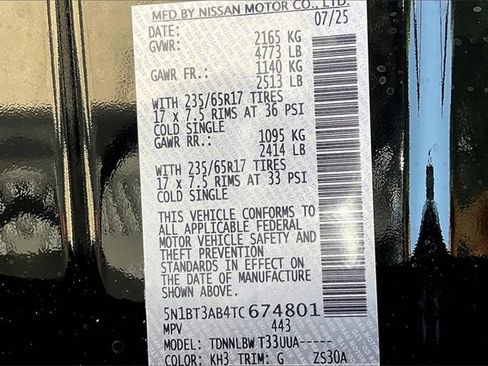 MFD BY NISSAN MOTOR CO., LTD.
DATE: 07/25
GVWR: 2165 KG
4773 LB
GAWR FR.: 1140 KG
2513 LB
WITH 235/65R17 TIRES
17 x 7.5 RIMS AT 36 PSI
COLD SINGLE
GAWR RR.: 1095 KG
2414 LB
WITH 235/65R17 TIRES
17 x 7.5 RIMS AT 33 PSI
COLD SINGLE
THIS VEHICLE CONFORMS TO
ALL APPLICABLE FEDERAL
MOTOR VEHICLE SAFETY AND
THEFT PREVENTION
STANDARDS IN EFFECT ON
THE DATE OF MANUFACTURE
SHOWN ABOVE.
5N1BT3AB4TC674801
MPV 443
MODEL: TDNNLBW T33UUA-----
COLOR: KH3 TRIM: G ZS30A